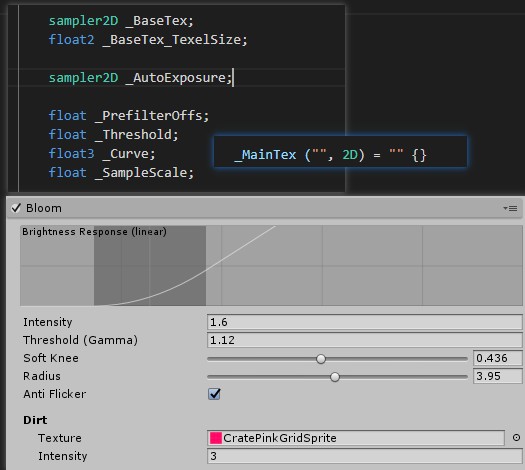 sampler2D _BaseTex;
float2 _BaseTex_TexelSize;
sampler2D _AutoExposure;
float _PrefilterOffs;
float _Threshold;
float3 _Curve;
float _SampleScale;
_MainTex ("", 2D) = "" {}
Bloom
Brightness Response (linear)
Intensity 1.6
Threshold (Gamma) 1.12
Soft Knee 0.436
Radius 3.95
Anti Flicker
Dirt
Texture CratePinkGridSprite
Intensity 3